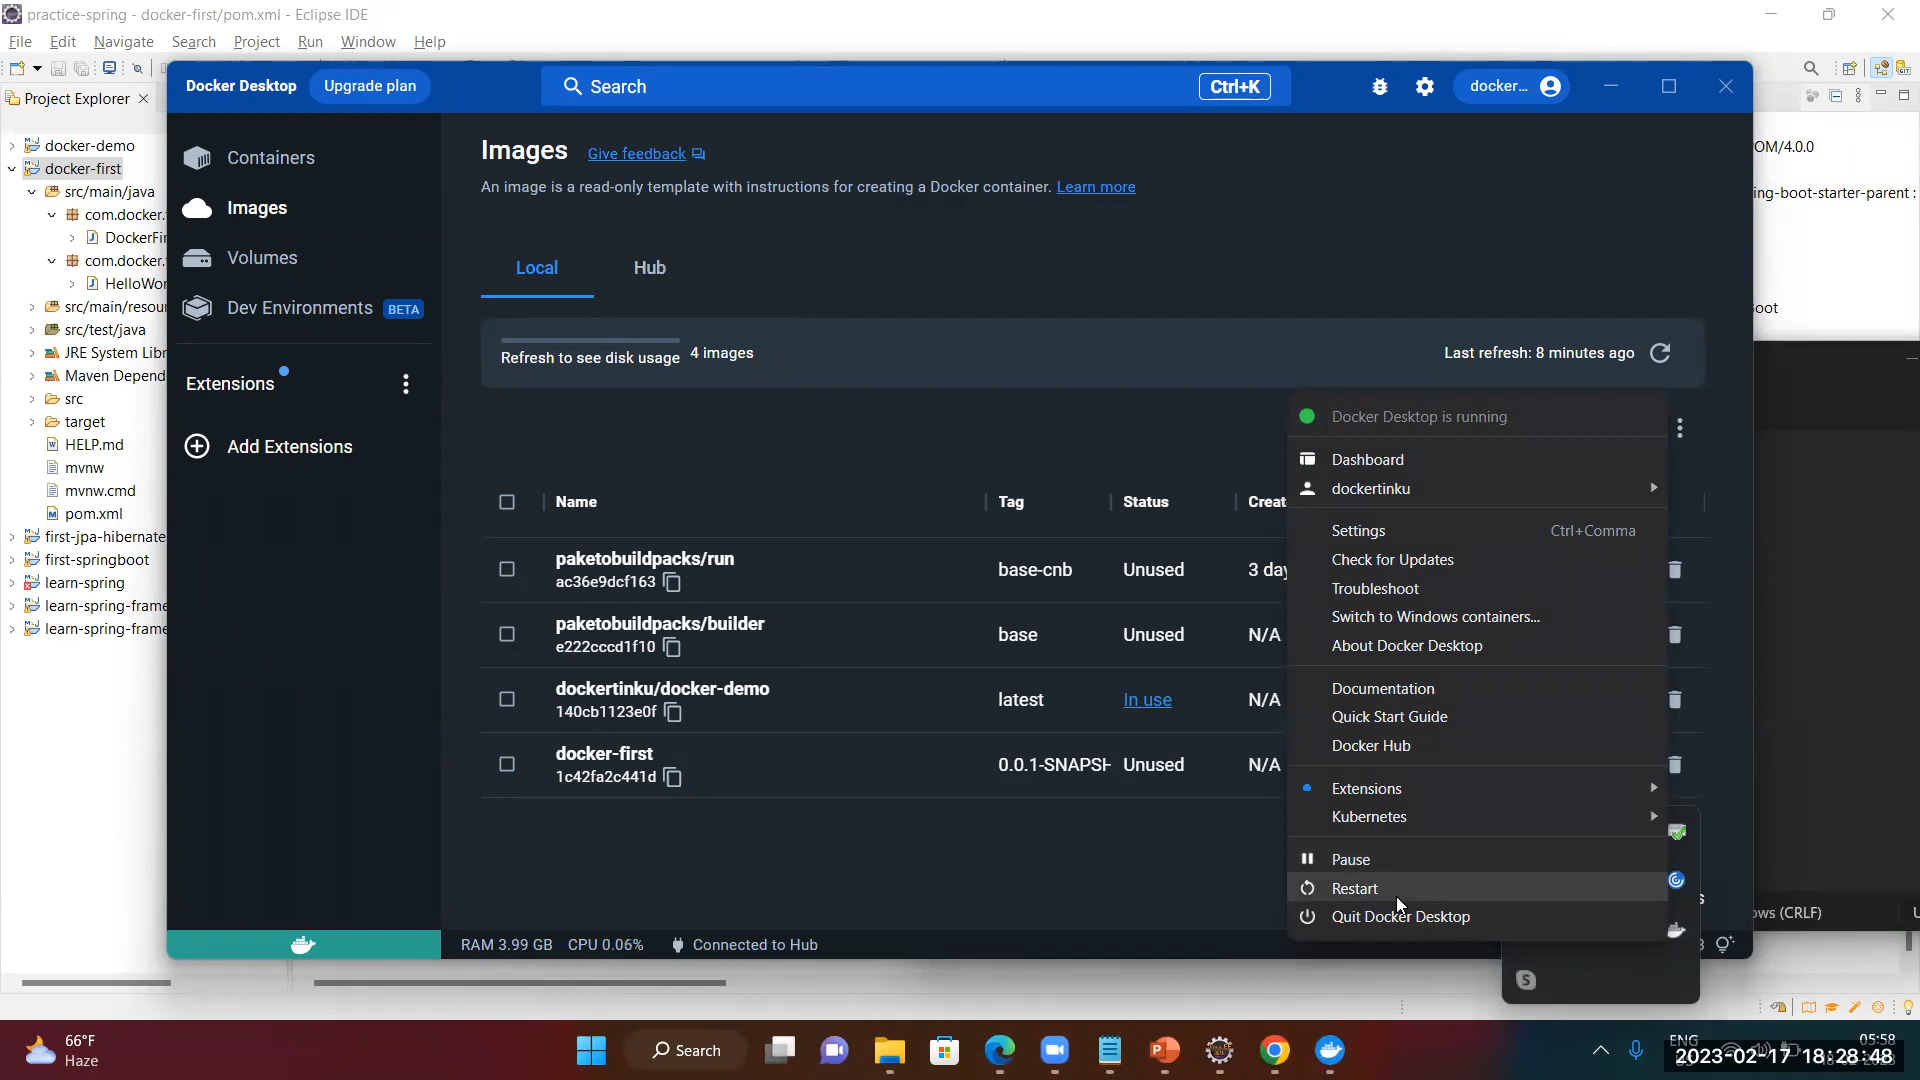 practice-spring - docker-first/pom.xml - Eclipse IDE
File Edit Navigate Search Project Run Window Help
Project Explorer
docker-demo
docker-first
src/main/java
com.docker.
DockerFir
com.docker.
HelloWor
src/main/resour
src/test/java
JRE System Libr
Maven Depend
src
target
HELP.md
mvnw
mvnw.cmd
pom.xml
first-jpa-hibernate
first-springboot
learn-spring
learn-spring-frame
learn-spring-frame
OM/4.0.0
ing-boot-starter-parent :
Boot
Docker Desktop
Upgrade plan
Search
Ctrl+K
docker...
Containers
Images
Volumes
Dev Environments BETA
Extensions
Add Extensions
Images
Give feedback
An image is a read-only template with instructions for creating a Docker container. Learn more
Local Hub
Refresh to see disk usage 4 images
Last refresh: 8 minutes ago
Name Tag Status Creat
paketobuildpacks/run
ac36e9dcf163
base-cnb Unused 3 day
paketobuildpacks/builder
e222cccd1f10
base Unused N/A
dockertinku/docker-demo
140cb1123e0f
latest In use N/A
docker-first
1c42fa2c441d
0.0.1-SNAPSH Unused N/A
Docker Desktop is running
Dashboard
dockertinku
Settings Ctrl+Comma
Check for Updates
Troubleshoot
Switch to Windows containers...
About Docker Desktop
Documentation
Quick Start Guide
Docker Hub
Extensions
Kubernetes
Pause
Restart
Quit Docker Desktop
RAM 3.99 GB CPU 0.06% Connected to Hub
ows (CRLF)
66°F
Haze
Search
ENG
05:58
2023-02-17 18:28:48